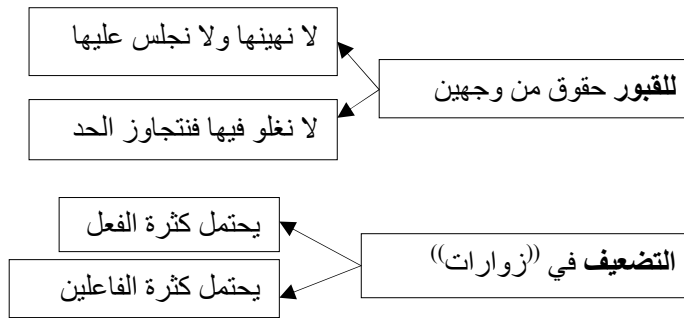 للقبور حقوق من وجهين
لا نهينها ولا نجلس عليها
لا نغلو فيها فنتجاوز الحد
التضعيف في ((زوارات))
يحتمل كثرة الفعل
يحتمل كثرة الفاعلين